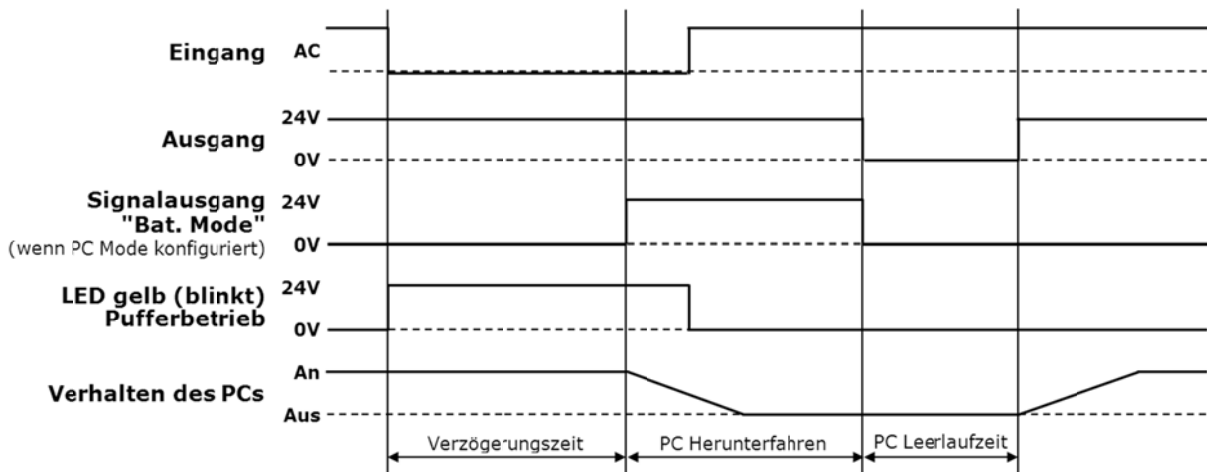 Eingang AC
24V
Ausgang
0V
Signalausgang 24V
"Bat. Mode"
(wenn PC Mode konfiguriert) 0V
LED gelb (blinkt) 24V
Pufferbetrieb 0V
An
Verhalten des PCs
Aus
Verzögerungszeit PC Herunterfahren PC Leerlaufzeit